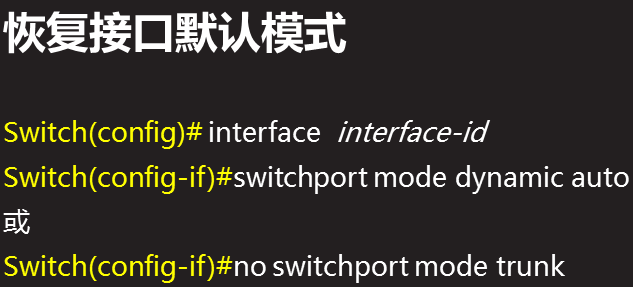 恢复接口默认模式
Switch(config)# interface interface-id
Switch(config-if)#switchport mode dynamic auto
或
Switch(config-if)#no switchport mode trunk